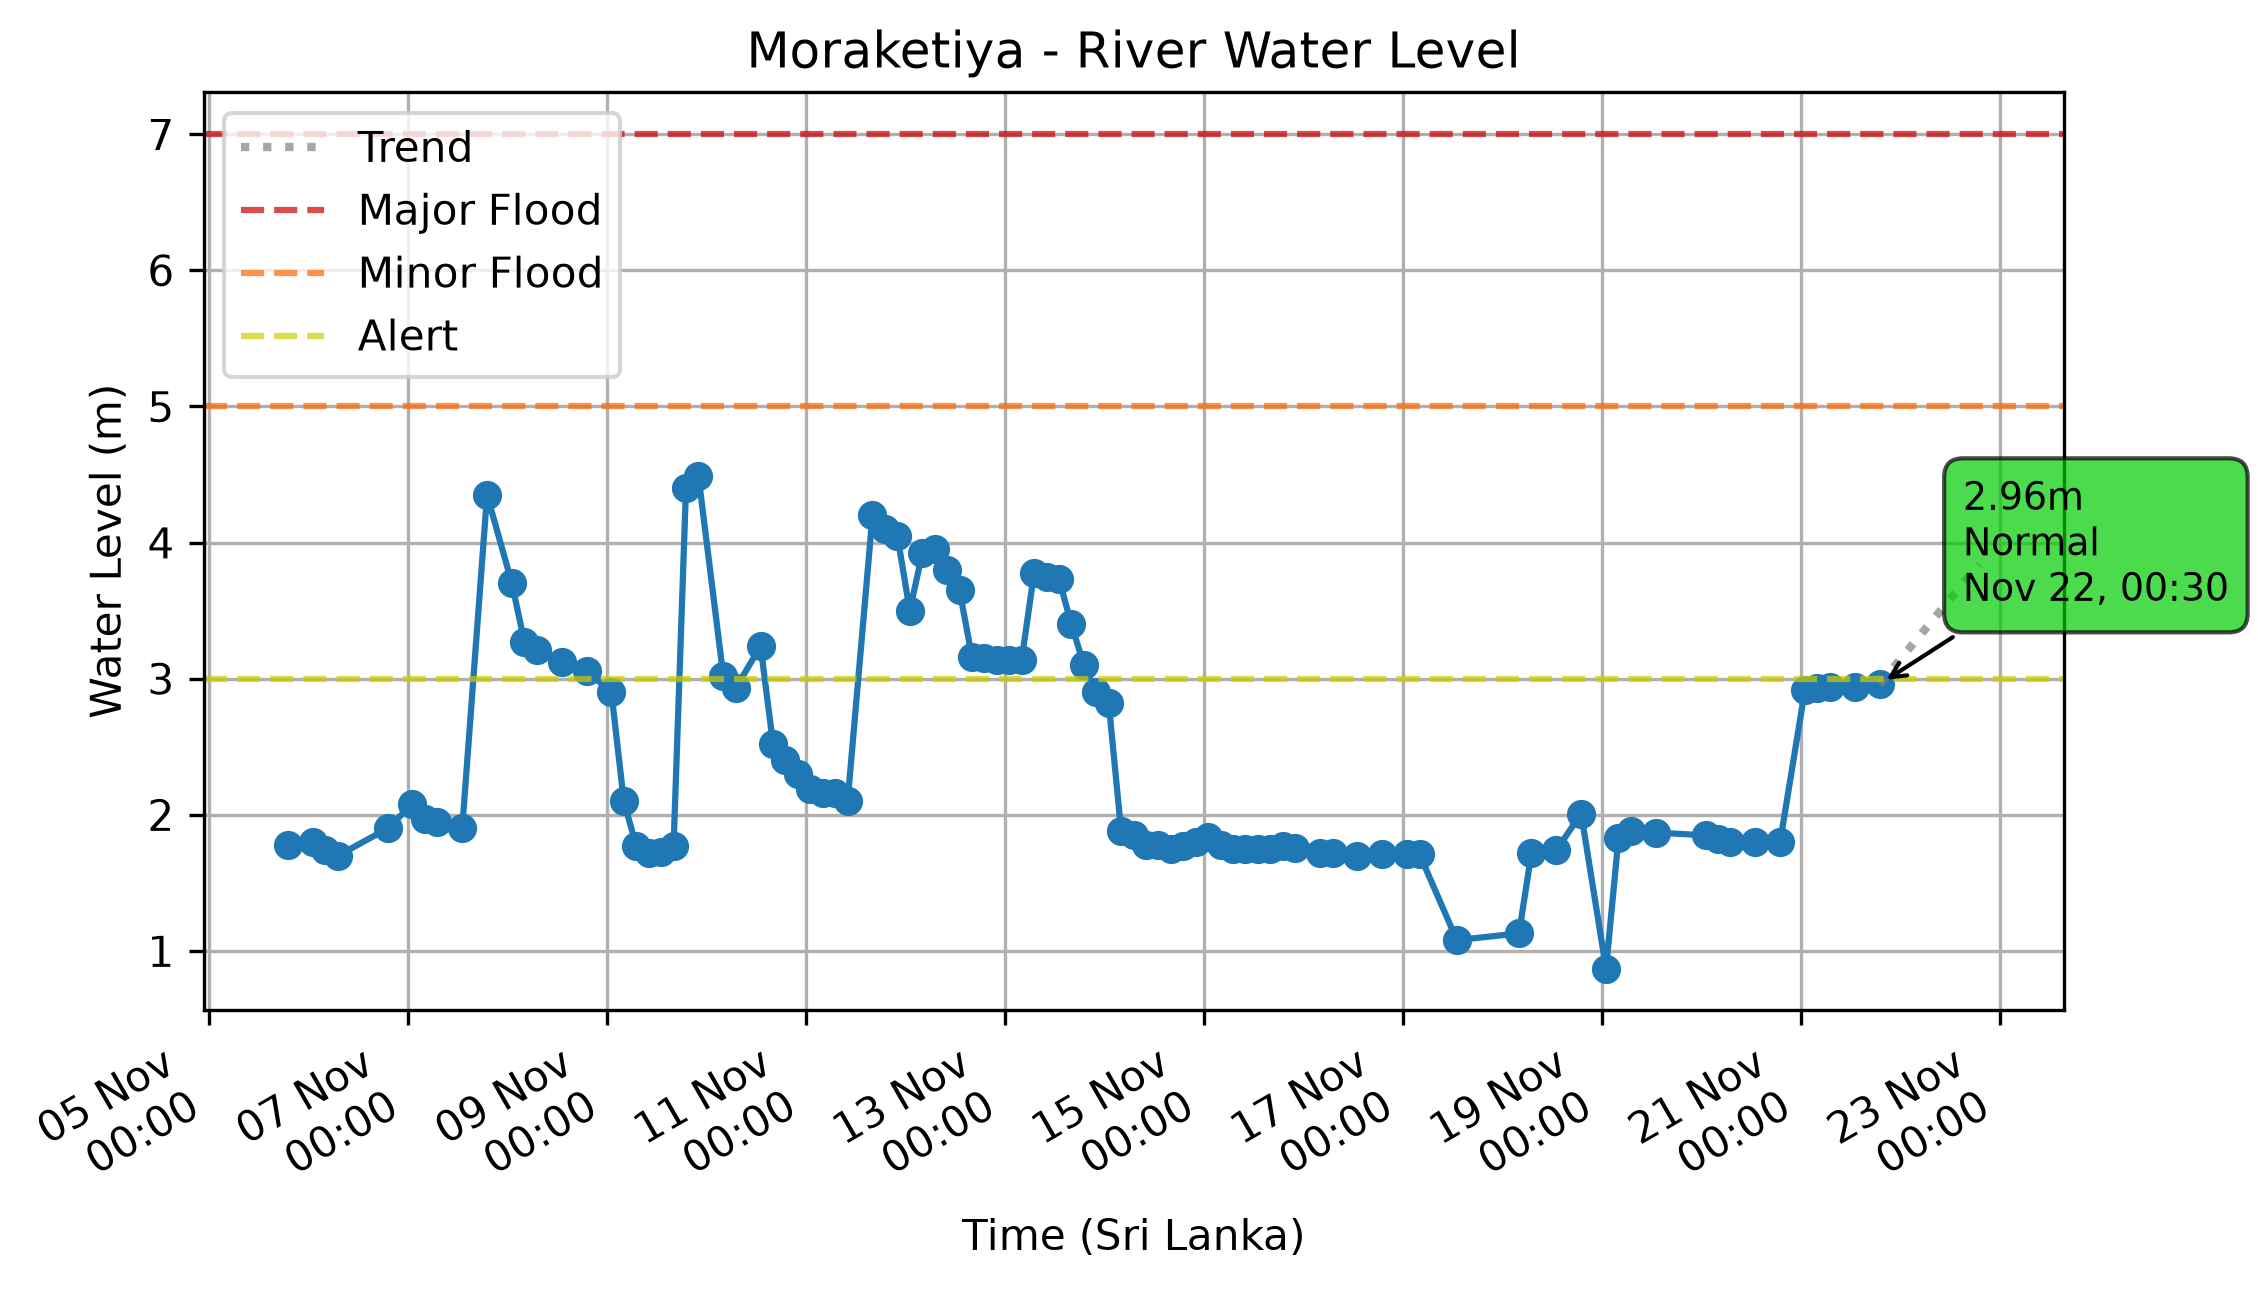 Moraketiya - River Water Level
Trend
Major Flood
Minor Flood
Alert
7
6
5
4
3
2
1
Water Level (m)
2.96m
Normal
Nov 22, 00:30
05 Nov
00:00
07 Nov
00:00
09 Nov
00:00
11 Nov
00:00
13 Nov
00:00
15 Nov
00:00
17 Nov
00:00
19 Nov
00:00
21 Nov
00:00
23 Nov
00:00
Time (Sri Lanka)